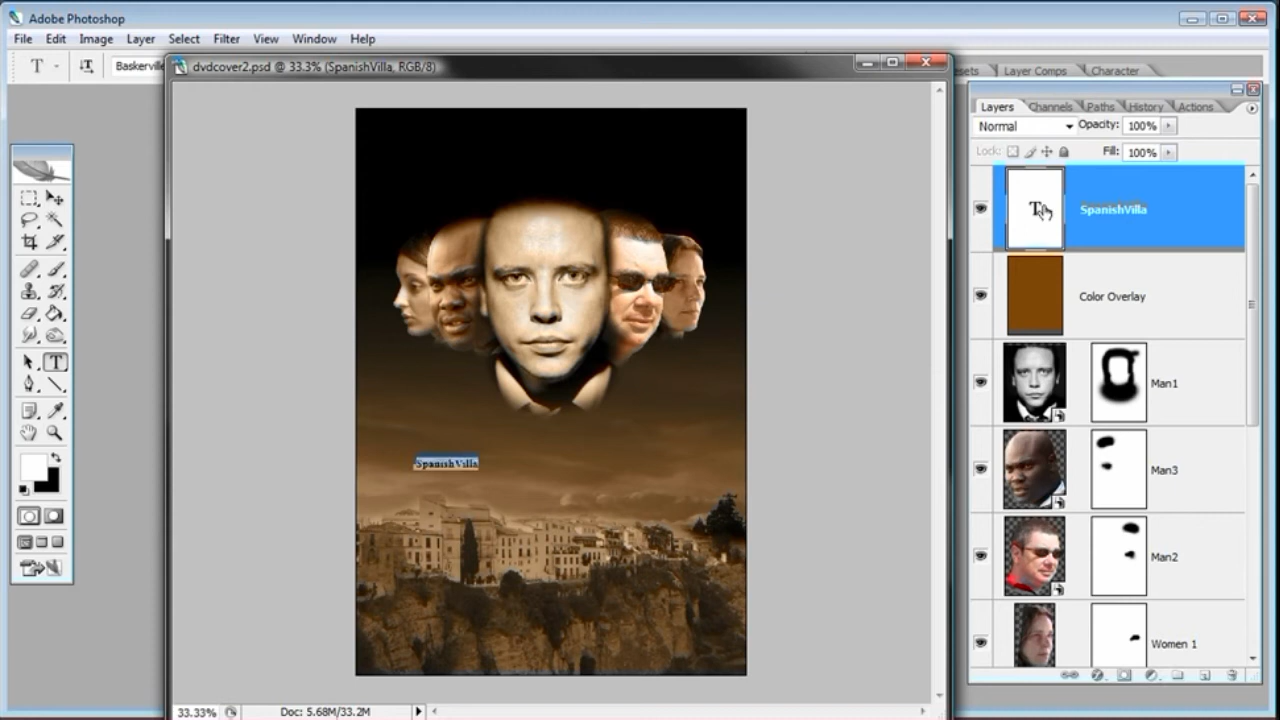 Adobe Photoshop
File Edit Image Layer Select Filter View Window Help
T Baskerville
esets Layer Comps Character
dvdcover2.psd @ 33.3% (SpanishVilla, RGB/8)
Layers Channels Paths History Actions
Normal Opacity: 100%
Lock: Fill: 100%
T SpanishVilla
Color Overlay
Man1
Man3
SpanishVilla
Man2
Women 1
33.33% Doc: 5.68M/33.2M